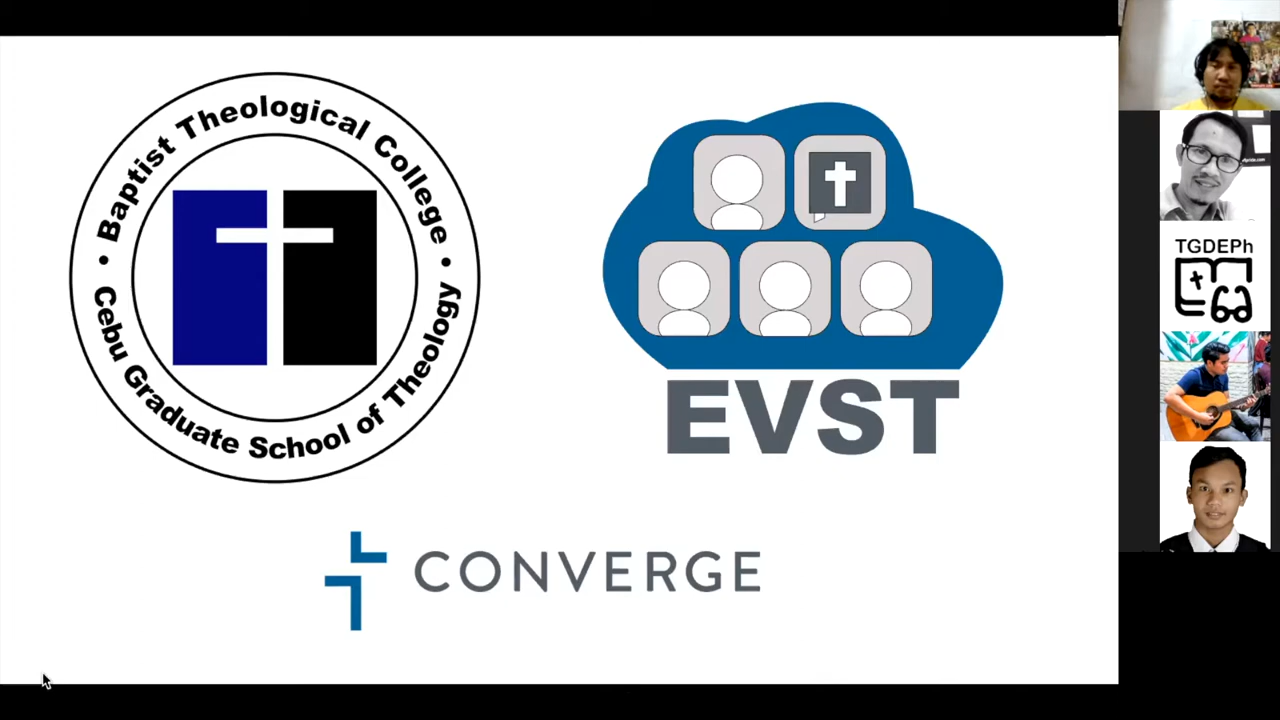 • Baptist Theological College •
Cebu Graduate School of Theology
EVST
CONVERGE
TGDEPh